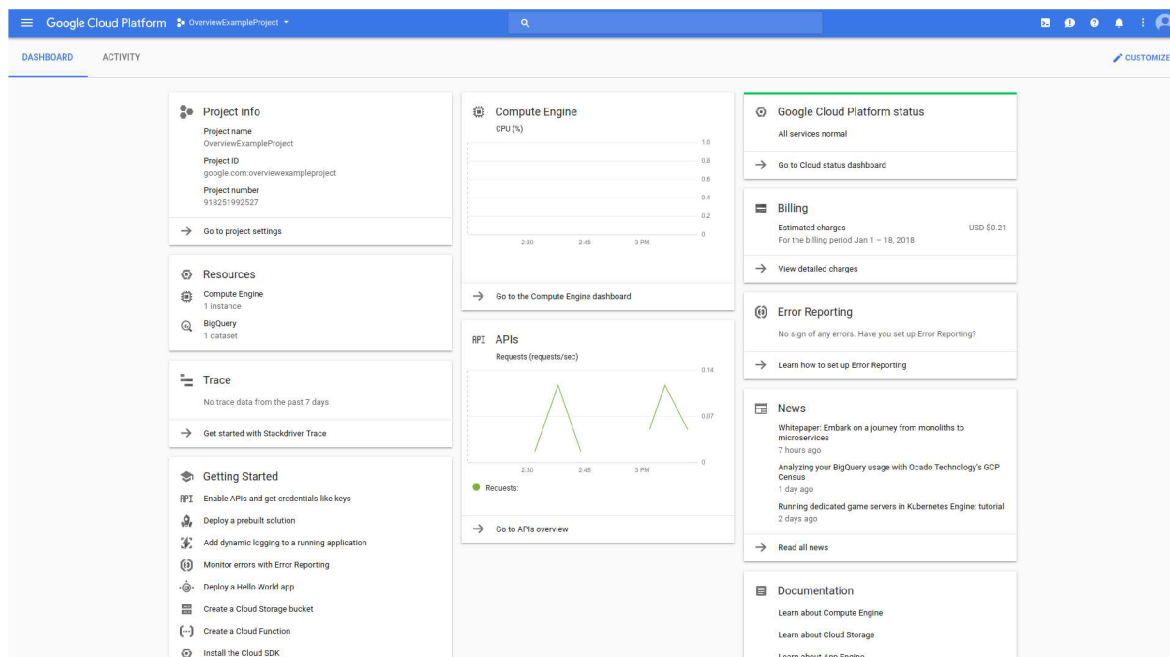 Google Cloud Platform OverviewExampleProject
DASHBOARD ACTIVITY
CUSTOMIZE
Project info
Project name
OverviewExampleProject
Project ID
google.com:overviewexampleproject
Project number
918251992527
Go to project settings
Resources
Compute Engine
1 instance
BigQuery
1 cataset
Trace
No trace data from the past 7 days
Get started with Stackdriver Trace
Getting Started
API Enable APIs and get credentials like keys
Deploy a prebuilt solution
Add dynamic logging to a running application
Monitor errors with Error Reporting
Deploy a Hello World app
Create a Cloud Storage bucket
Create a Cloud Function
Install the Cloud SDK
Compute Engine
CPU (%)
1.0
0.8
0.6
0.4
0.2
0
2:30 2:45 3 PM
Go to the Compute Engine dashboard
API APIs
Requests (requests/sec)
0.14
0.07
0
2:30 2:45 3 PM
Requests:
Go to APIs overview
Google Cloud Platform status
All services normal
Go to Cloud status dashboard
Billing
Estimated charges USD $0.21
For the billing period Jan 1 – 18, 2018
View detailed charges
Error Reporting
No sign of any errors. Have you set up Error Reporting?
Learn how to set up Error Reporting
News
Whitepaper: Embark on a journey from monoliths to
microservices
7 hours ago
Analyzing your BigQuery usage with Ocado Technology's GCP
Census
1 day ago
Running dedicated game servers in Kubernetes Engine: tutorial
2 days ago
Read all news
Documentation
Learn about Compute Engine
Learn about Cloud Storage
Learn about App Engine